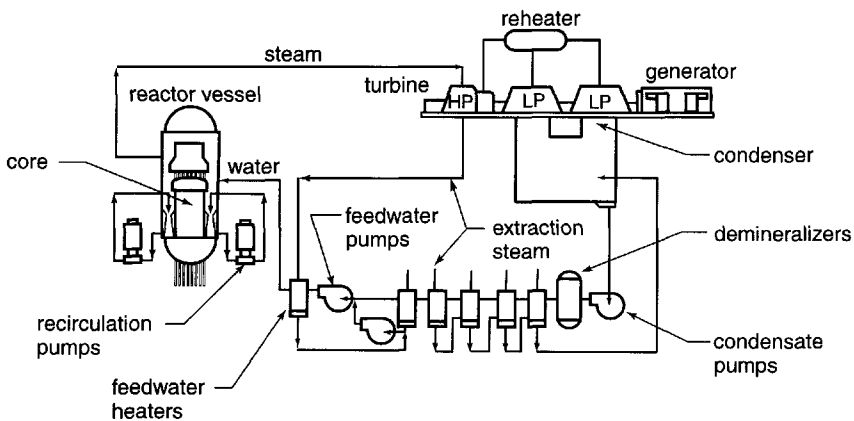 reheater
steam
turbine
generator
HP
LP
LP
reactor vessel
core
water
condenser
feedwater
pumps
extraction
steam
demineralizers
recirculation
pumps
feedwater
heaters
condensate
pumps